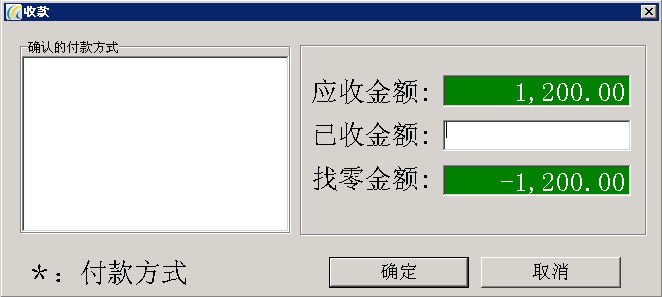 收款
确认的付款方式
应收金额: 1,200.00
已收金额:
找零金额: -1,200.00
*: 付款方式
确定
取消